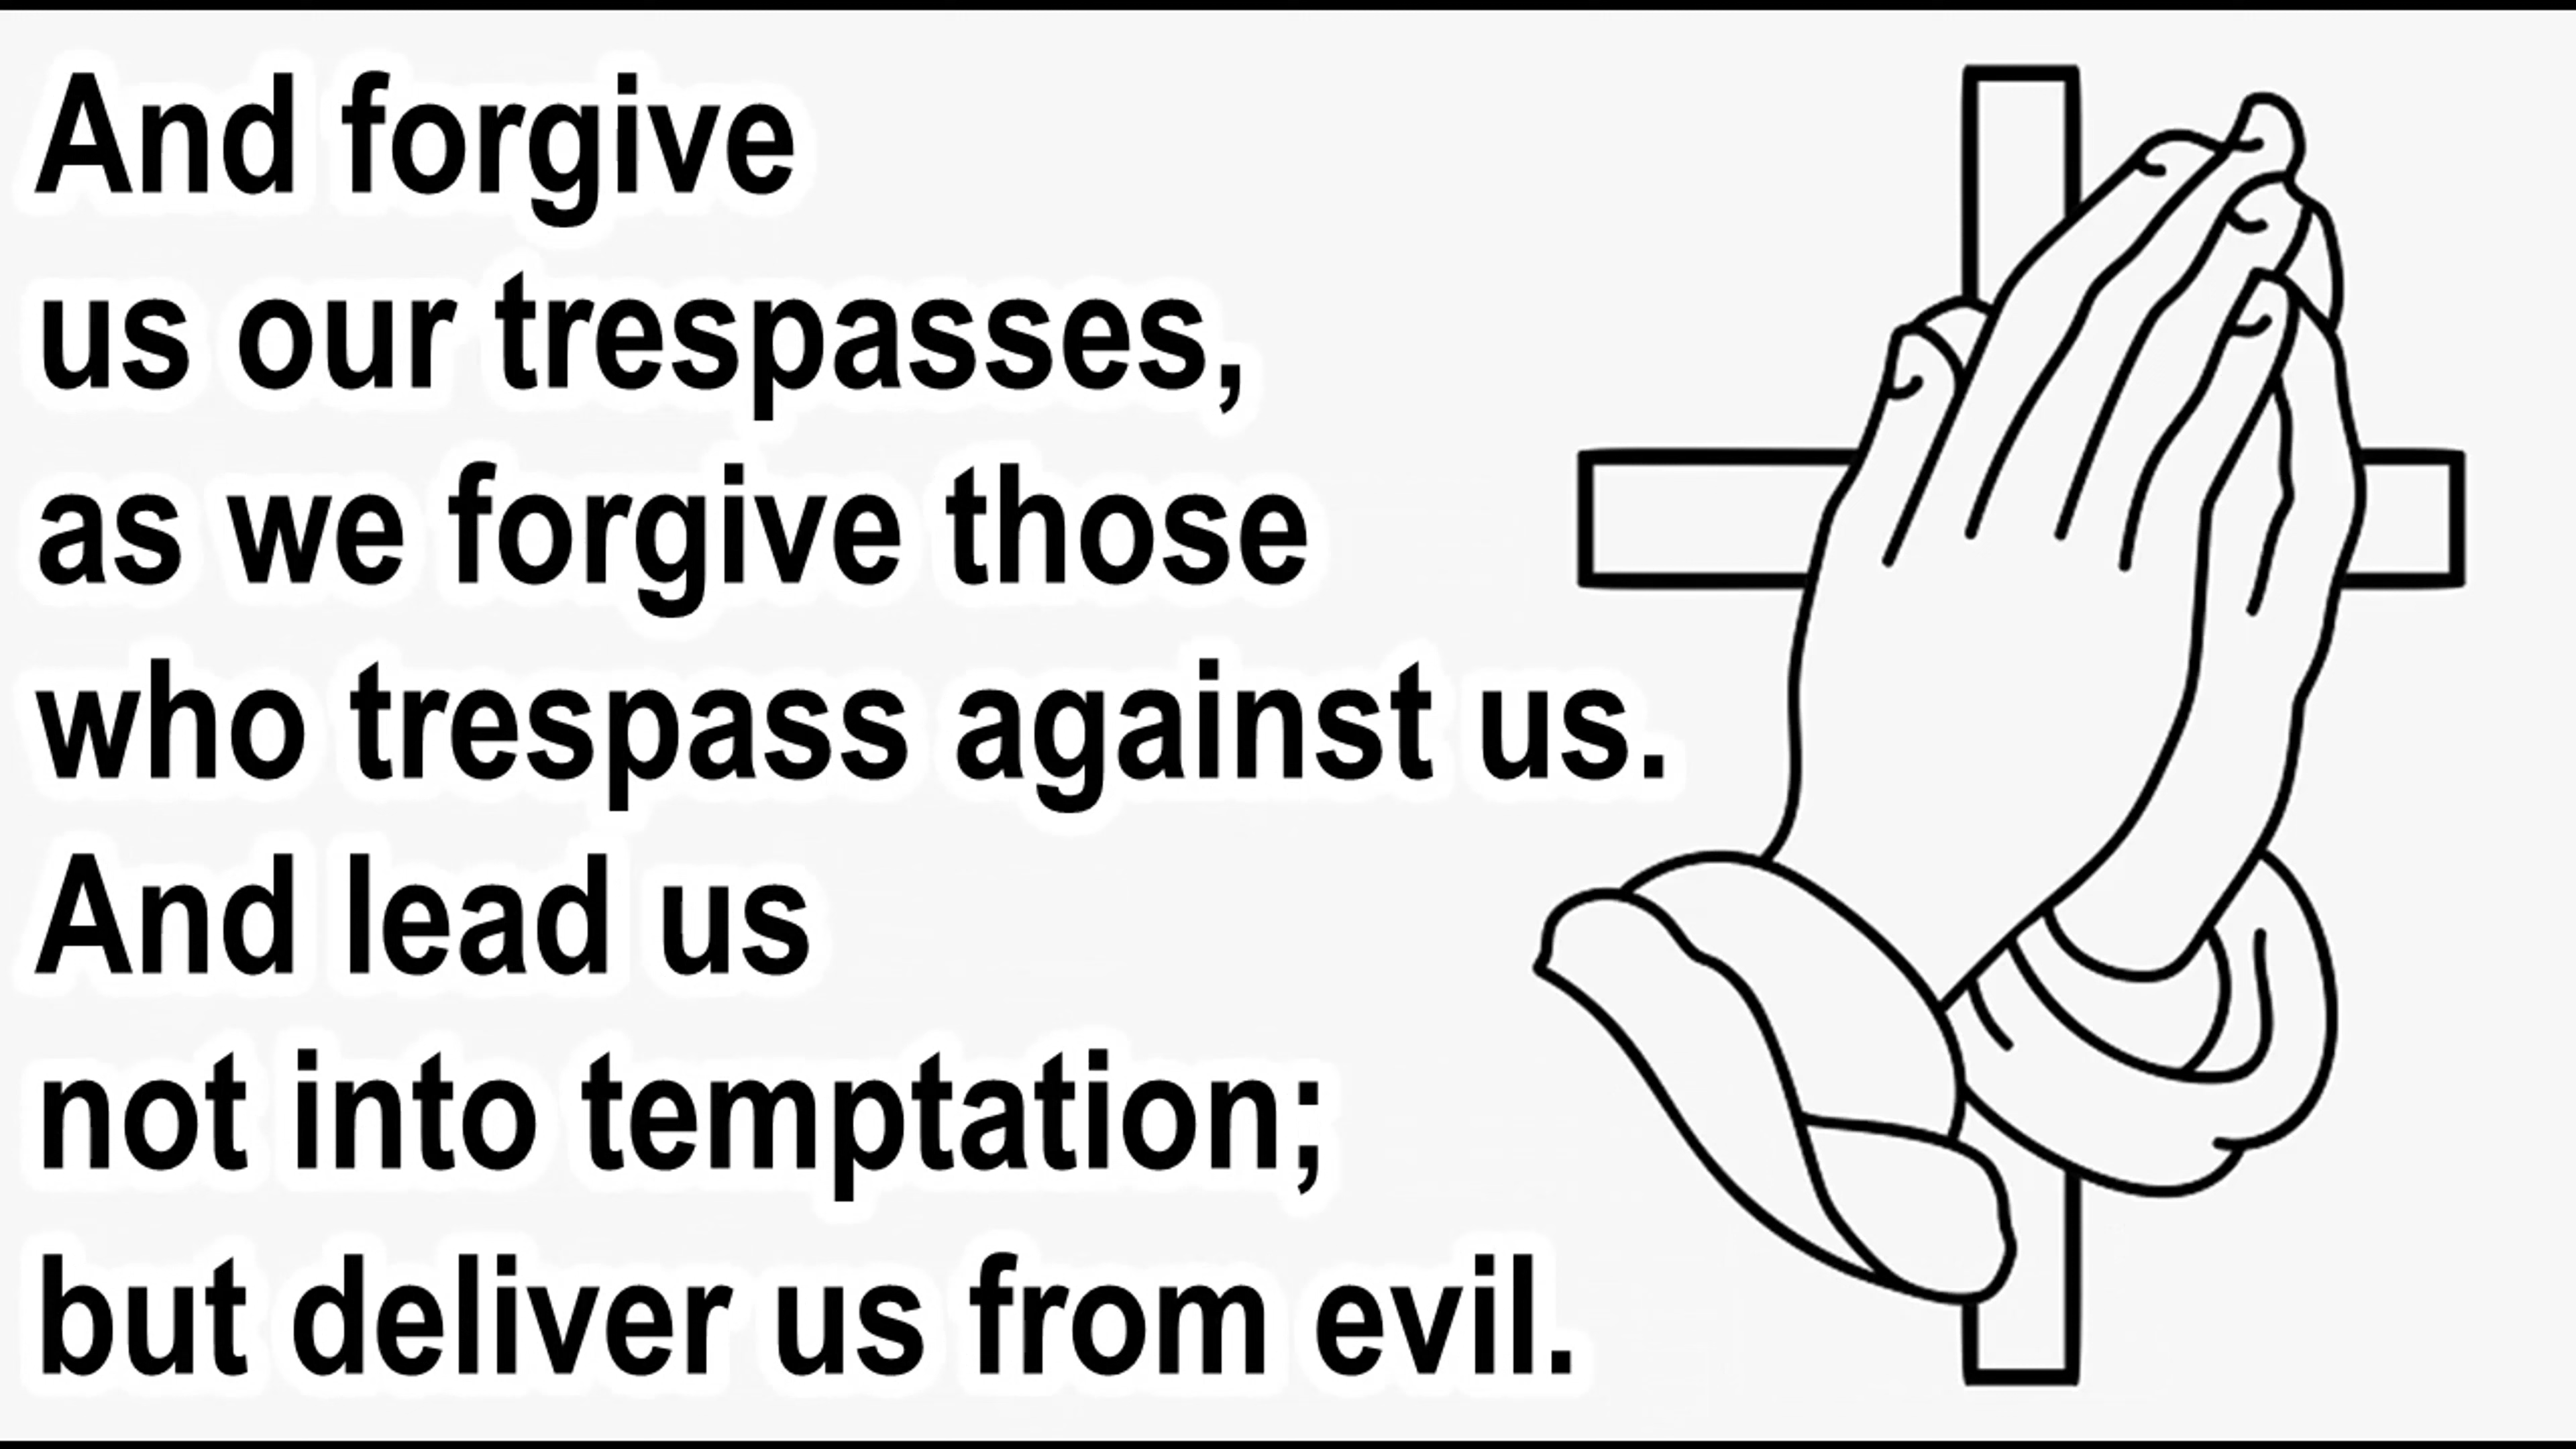 And forgive
us our trespasses,
as we forgive those
who trespass against us.
And lead us
not into temptation;
but deliver us from evil.